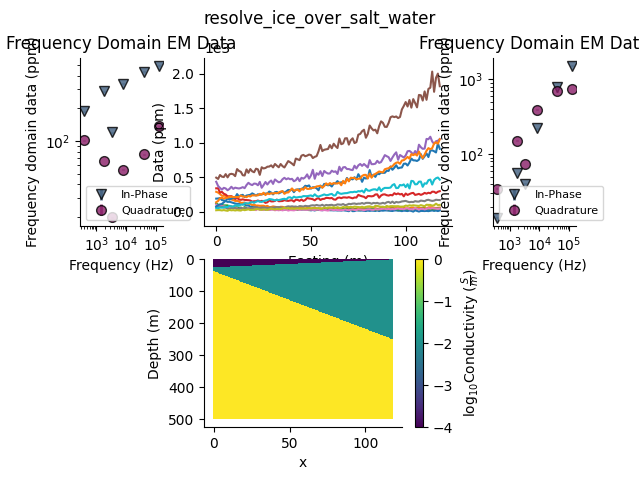 resolve_ice_over_salt_water
Frequency Domain EM Data
Frequency domain data (ppm)
10²
In-Phase
Quadrature
10³ 10⁴ 10⁵
Frequency (Hz)
1e3
Data (ppm)
2.0
1.5
1.0
0.5
0.0
0 50 100
Easting (m)
Frequency Domain EM Dat
Frequency domain data (ppm)
10³
10²
In-Phase
Quadrature
10³ 10⁴ 10⁵
Frequency (Hz)
Depth (m)
0
100
200
300
400
500
0 50 100
x
0
−1
−2
−3
−4
log₁₀Conductivity (S/m)